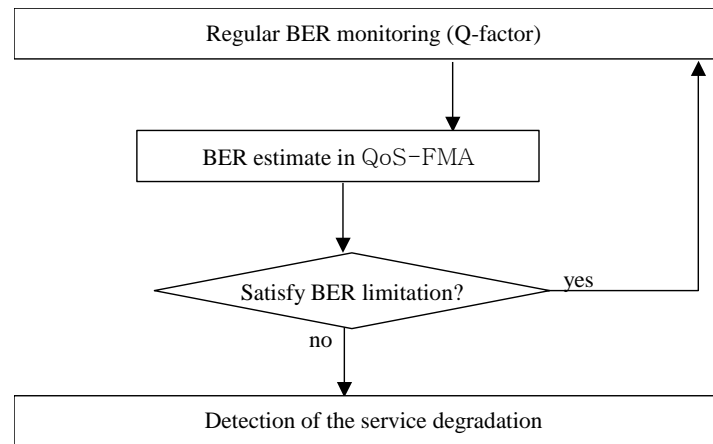 Regular BER monitoring (Q-factor)
BER estimate in QoS-FMA
Satisfy BER limitation?
yes
no
Detection of the service degradation